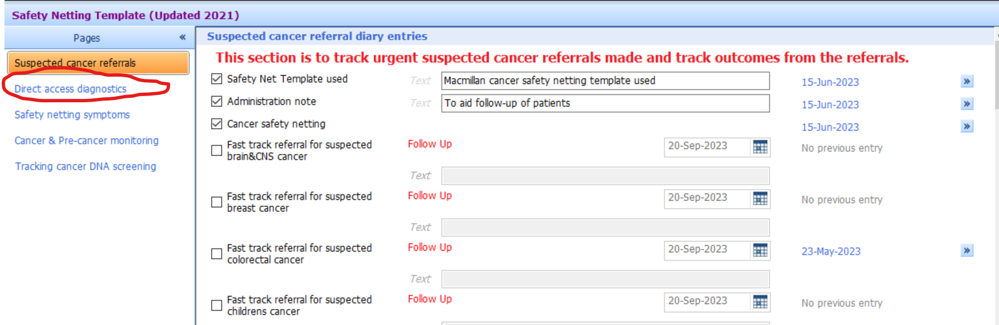 Safety Netting Template (Updated 2021)
Pages «
Suspected cancer referrals
Direct access diagnostics
Safety netting symptoms
Cancer & Pre-cancer monitoring
Tracking cancer DNA screening
Suspected cancer referral diary entries
This section is to track urgent suspected cancer referrals made and track outcomes from the referrals.
Safety Net Template used Text Macmillan cancer safety netting template used 15-Jun-2023 »
Administration note Text To aid follow-up of patients 15-Jun-2023 »
Cancer safety netting 15-Jun-2023 »
Fast track referral for suspected Follow Up 20-Sep-2023 No previous entry
brain&CNS cancer
Text
Fast track referral for suspected Follow Up 20-Sep-2023 No previous entry
breast cancer
Text
Fast track referral for suspected Follow Up 20-Sep-2023 23-May-2023 »
colorectal cancer
Text
Fast track referral for suspected Follow Up 20-Sep-2023 No previous entry
childrens cancer